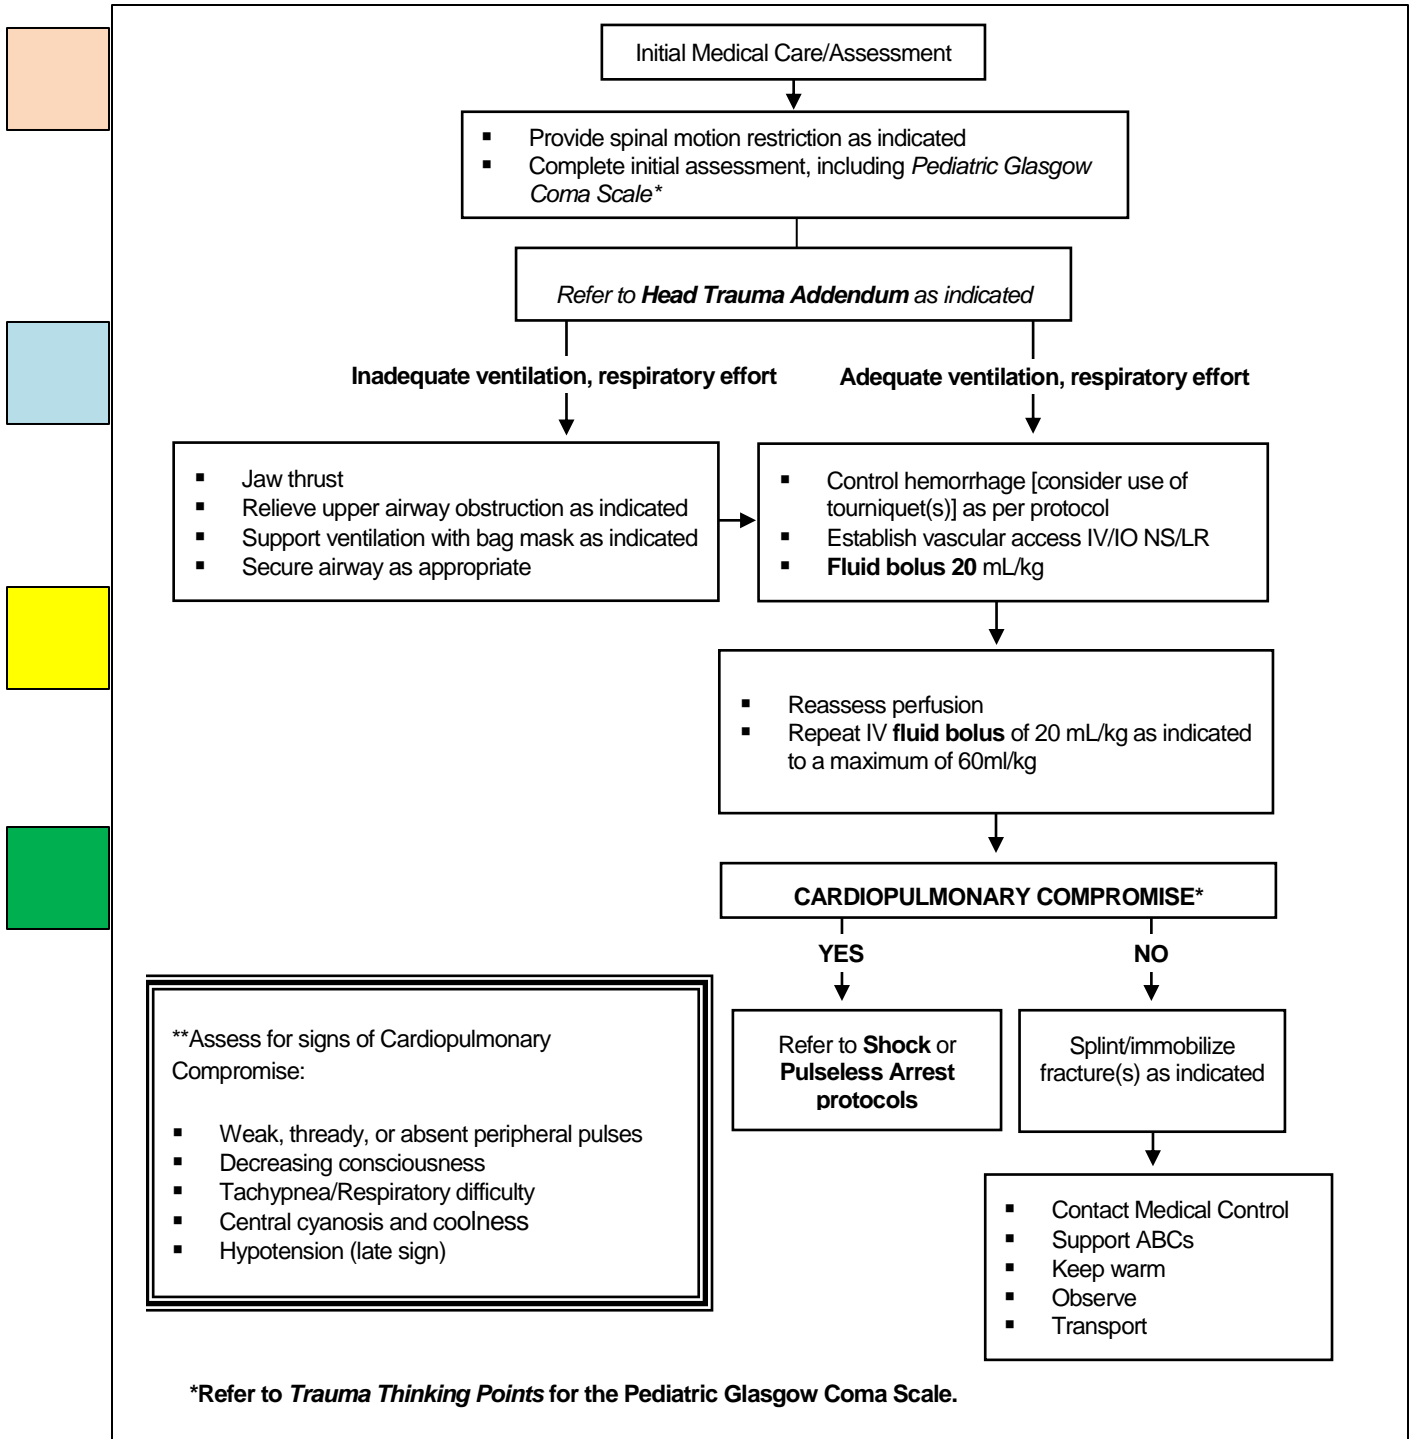 Initial Medical Care/Assessment
▪ Provide spinal motion restriction as indicated
▪ Complete initial assessment, including Pediatric Glasgow
Coma Scale*
Refer to Head Trauma Addendum as indicated
Inadequate ventilation, respiratory effort
Adequate ventilation, respiratory effort
▪ Jaw thrust
▪ Relieve upper airway obstruction as indicated
▪ Support ventilation with bag mask as indicated
▪ Secure airway as appropriate
▪ Control hemorrhage [consider use of
tourniquet(s)] as per protocol
▪ Establish vascular access IV/IO NS/LR
▪ Fluid bolus 20 mL/kg
▪ Reassess perfusion
▪ Repeat IV fluid bolus of 20 mL/kg as indicated
to a maximum of 60ml/kg
CARDIOPULMONARY COMPROMISE*
YES
NO
Refer to Shock or
Pulseless Arrest
protocols
Splint/immobilize
fracture(s) as indicated
**Assess for signs of Cardiopulmonary
Compromise:
▪ Weak, thready, or absent peripheral pulses
▪ Decreasing consciousness
▪ Tachypnea/Respiratory difficulty
▪ Central cyanosis and coolness
▪ Hypotension (late sign)
▪ Contact Medical Control
▪ Support ABCs
▪ Keep warm
▪ Observe
▪ Transport
*Refer to Trauma Thinking Points for the Pediatric Glasgow Coma Scale.